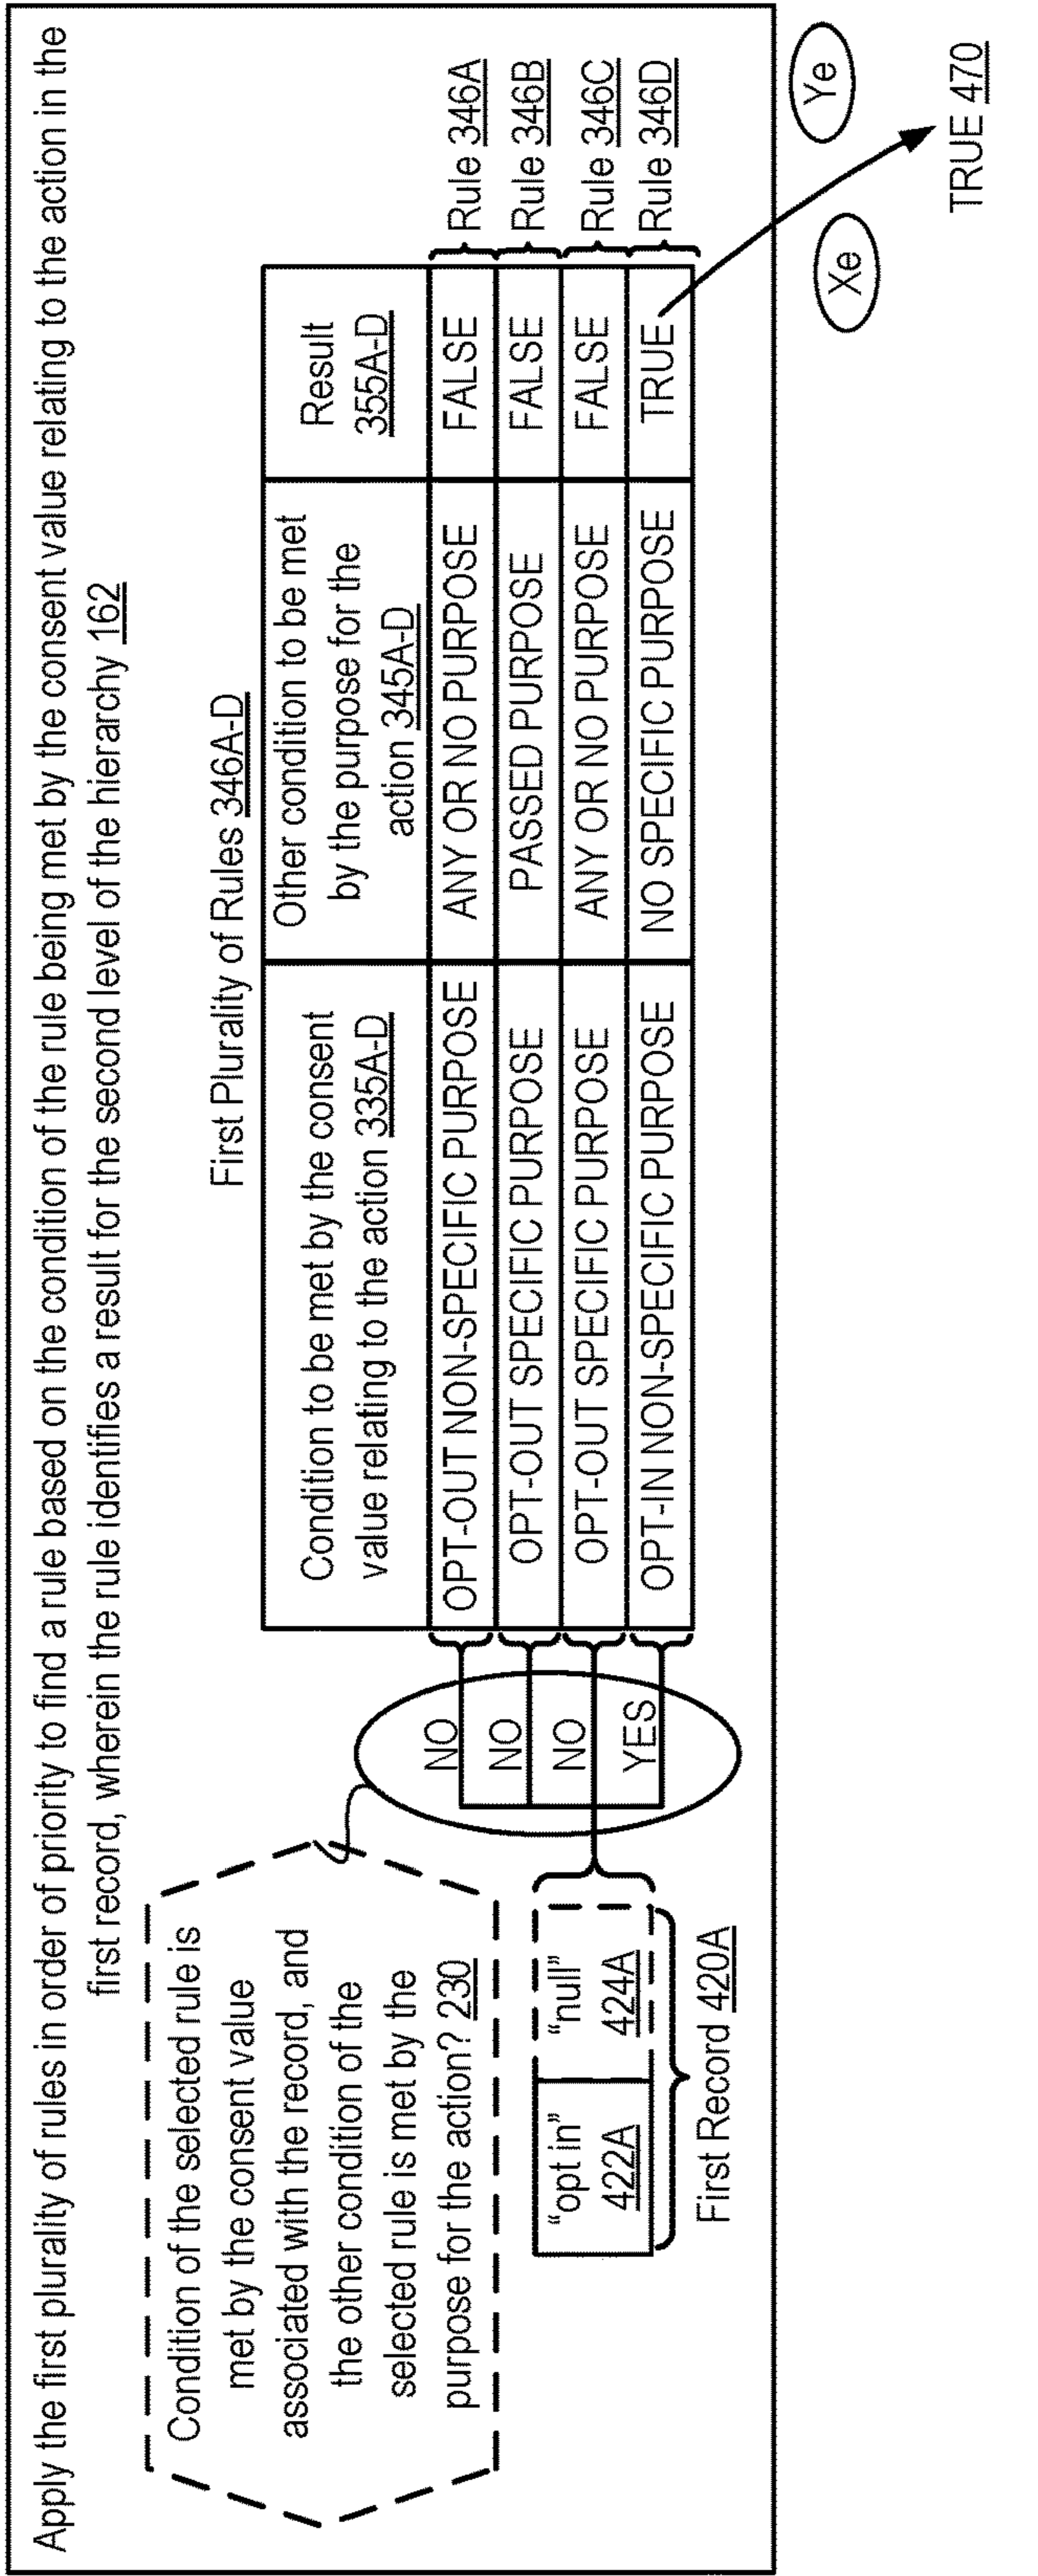 Apply the first plurality of rules in order of priority to find a rule based on the condition of the rule being met by the consent value relating to the action in the
first record, wherein the rule identifies a result for the second level of the hierarchy 162
First Plurality of Rules 346A-D
Condition of the selected rule is
met by the consent value
associated with the record, and
the other condition of the
selected rule is met by the
purpose for the action? 230
"opt in"
422A
"null"
424A
First Record 420A
NO
NO
NO
YES
Condition to be met by the consent
value relating to the action 335A-D
Other condition to be met
by the purpose for the
action 345A-D
Result
355A-D
OPT-OUT NON-SPECIFIC PURPOSE
ANY OR NO PURPOSE
FALSE
Rule 346A
OPT-OUT SPECIFIC PURPOSE
PASSED PURPOSE
FALSE
Rule 346B
OPT-OUT SPECIFIC PURPOSE
ANY OR NO PURPOSE
FALSE
Rule 346C
OPT-IN NON-SPECIFIC PURPOSE
NO SPECIFIC PURPOSE
TRUE
Rule 346D
Xe
Ye
TRUE 470